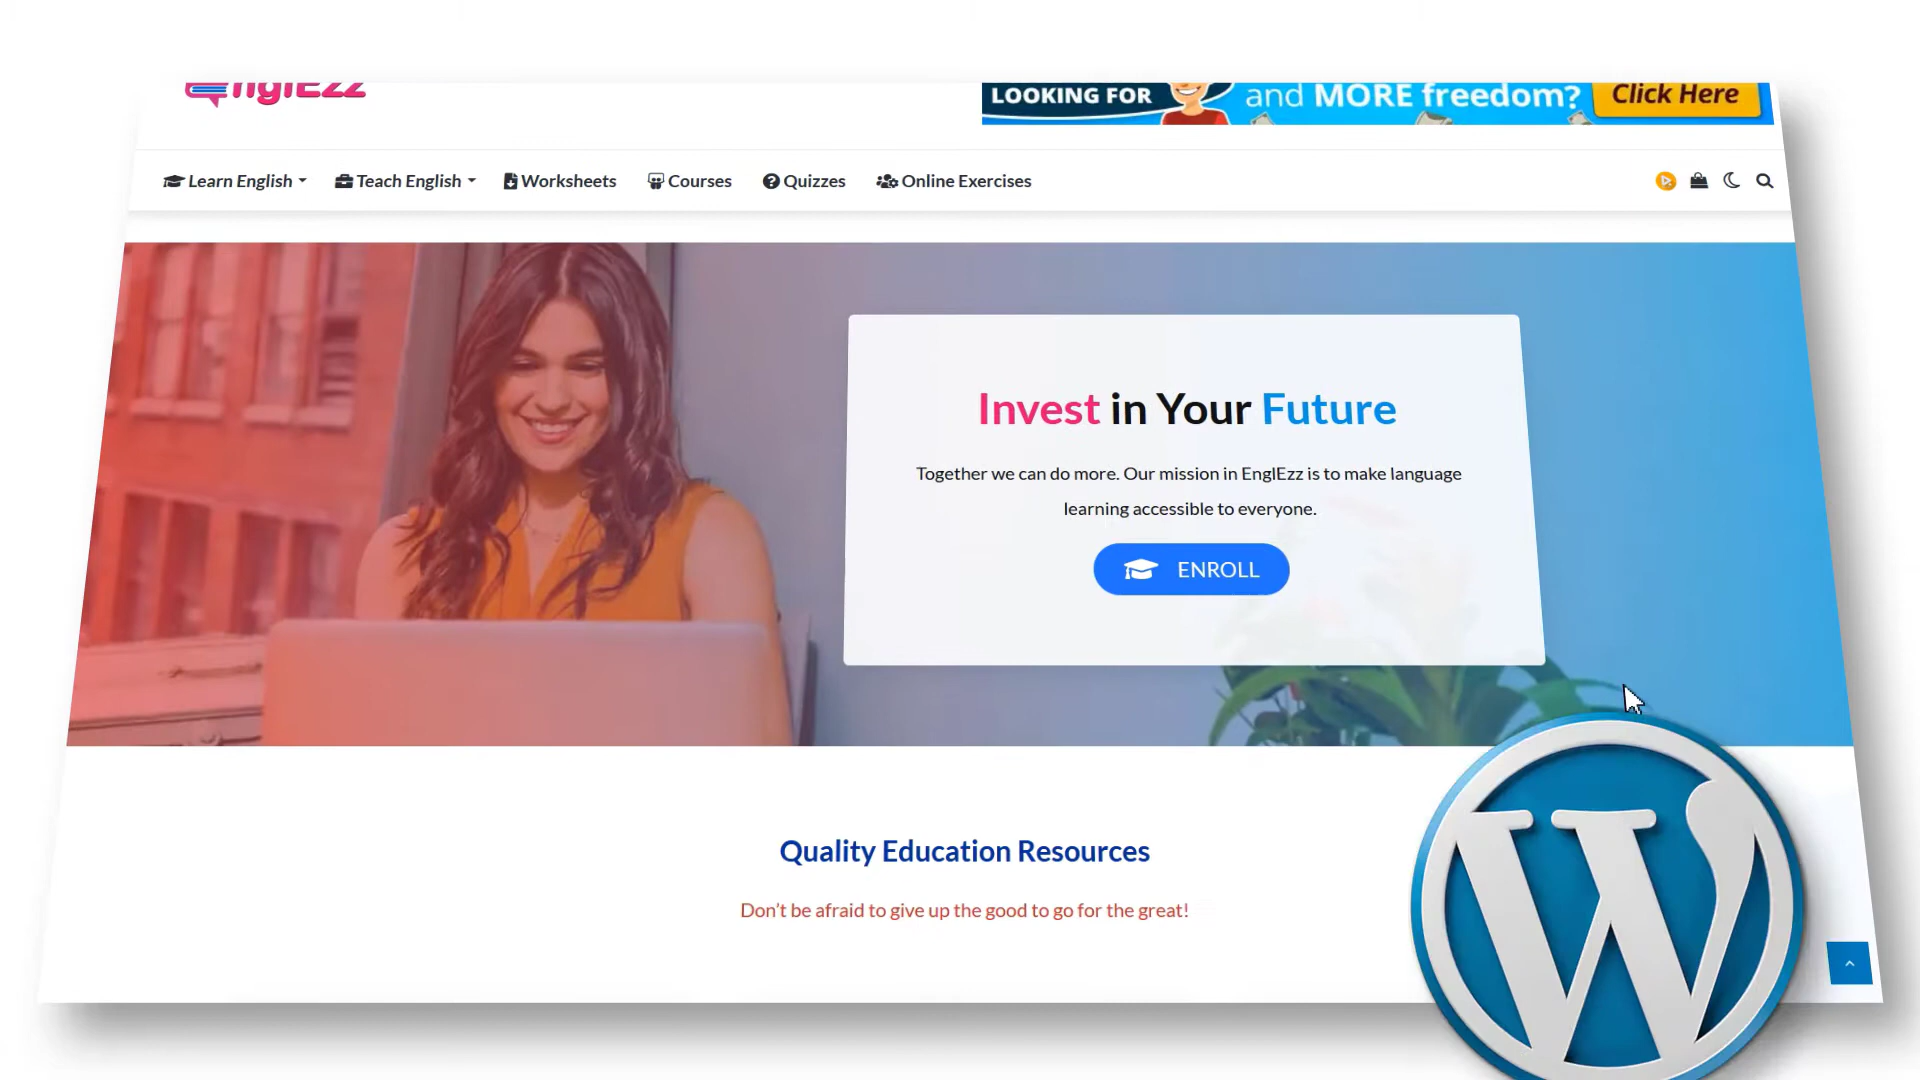 EnglEzz
LOOKING FOR and MORE freedom? Click Here
Learn English Teach English Worksheets Courses Quizzes Online Exercises
Invest in Your Future
Together we can do more. Our mission in EnglEzz is to make language
learning accessible to everyone.
ENROLL
Quality Education Resources
Don't be afraid to give up the good to go for the great!
W